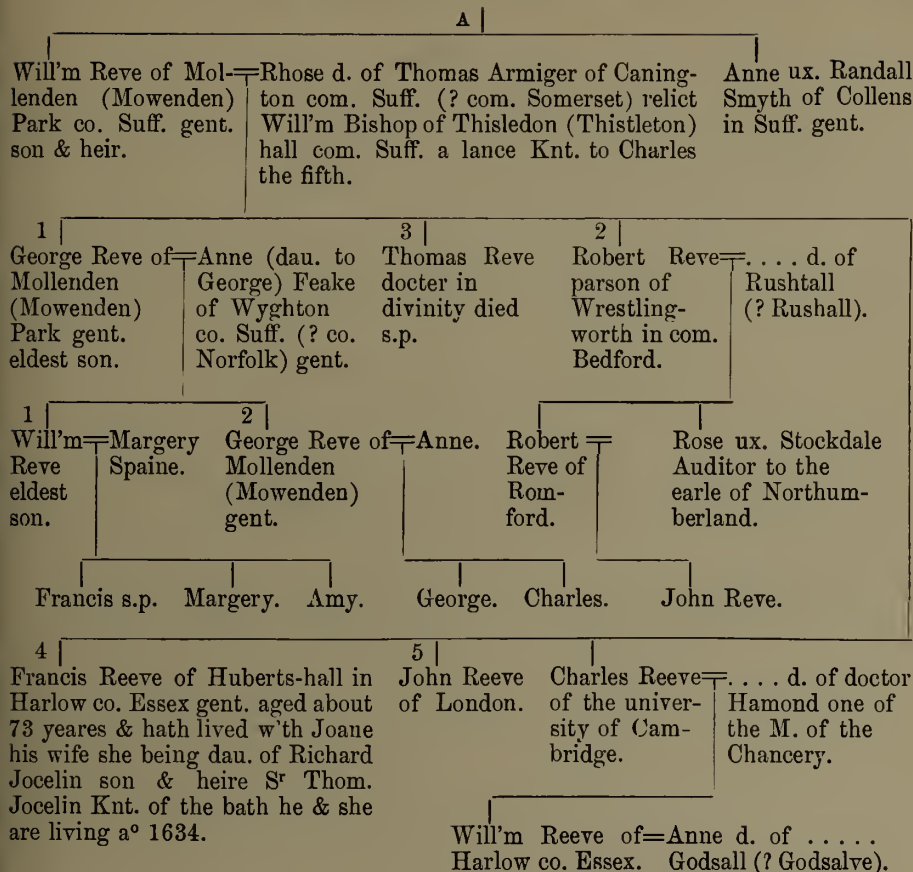 A
Will'm Reve of Mol-
lenden (Mowenden)
Park co. Suff. gent.
son & heir.
Rhose d. of Thomas Armiger of Caning-
ton com. Suff. (? com. Somerset) relict
Will'm Bishop of Thisledon (Thistleton)
hall com. Suff. a lance Knt. to Charles
the fifth.
Anne ux. Randall
Smyth of Collens
in Suff. gent.
1
George Reve of
Mollenden
(Mowenden)
Park gent.
eldest son.
Anne (dau. to
George) Feake
of Wyghton
co. Suff. (? co.
Norfolk) gent.
3
Thomas Reve
docter in
divinity died
s.p.
2
Robert Reve
parson of
Wrestling-
worth in com.
Bedford.
. . . . d. of
Rushtall
(? Rushall).
1
Will'm
Reve
eldest
son.
Margery
Spaine.
2
George Reve of
Mollenden
(Mowenden)
gent.
Anne.
Robert
Reve of
Rom-
ford.
Rose ux. Stockdale
Auditor to the
earle of Northum-
berland.
Francis s.p.
Margery.
Amy.
George.
Charles.
John Reve.
4
Francis Reeve of Huberts-hall in
Harlow co. Essex gent. aged about
73 yeares & hath lived w'th Joane
his wife she being dau. of Richard
Jocelin son & heire Sr Thom.
Jocelin Knt. of the bath he & she
are living ao 1634.
5
John Reeve
of London.
Charles Reeve
of the univer-
sity of Cam-
bridge.
. . . . d. of doctor
Hamond one of
the M. of the
Chancery.
Will'm Reeve of
Harlow co. Essex.
Anne d. of . . . . .
Godsall (? Godsalve).